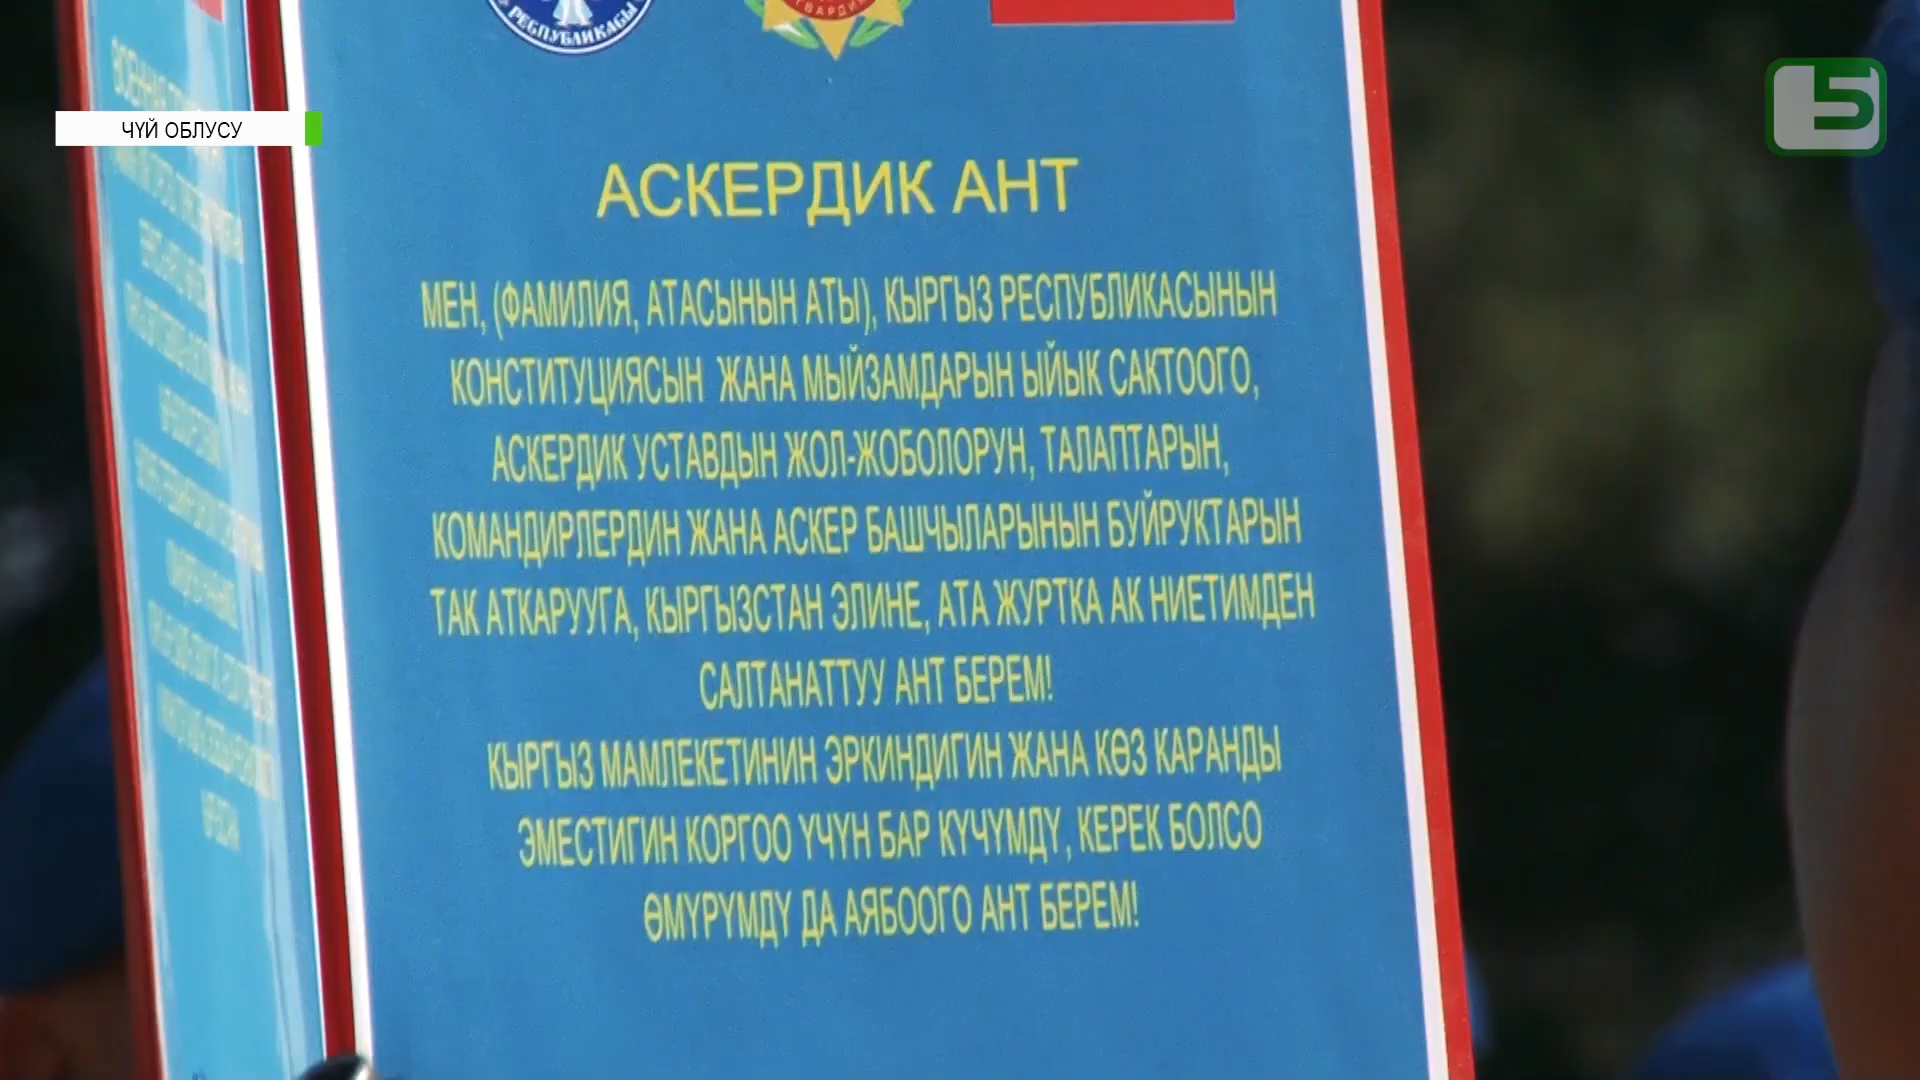 РЕСПУБЛИКАСЫ
ЧҮЙ ОБЛУСУ
5
АСКЕРДИК АНТ
МЕН, (ФАМИЛИЯ, АТАСЫНЫН АТЫ), КЫРГЫЗ РЕСПУБЛИКАСЫНЫН
КОНСТИТУЦИЯСЫН ЖАНА МЫЙЗАМДАРЫН ЫЙЫК САКТООГО,
АСКЕРДИК УСТАВДЫН ЖОЛ-ЖОБОЛОРУН, ТАЛАПТАРЫН,
КОМАНДИРЛЕРДИН ЖАНА АСКЕР БАШЧЫЛАРЫНЫН БУЙРУКТАРЫН
ТАК АТКАРУУГА, КЫРГЫЗСТАН ЭЛИНЕ, АТА ЖУРТКА АК НИЕТИМДЕН
САЛТАНАТТУУ АНТ БЕРЕМ!
КЫРГЫЗ МАМЛЕКЕТИНИН ЭРКИНДИГИН ЖАНА КӨЗ КАРАНДЫ
ЭМЕСТИГИН КОРГОО ҮЧҮН БАР КҮЧҮМДҮ, КЕРЕК БОЛСО
ӨМҮРҮМДҮ ДА АЯБООГО АНТ БЕРЕМ!